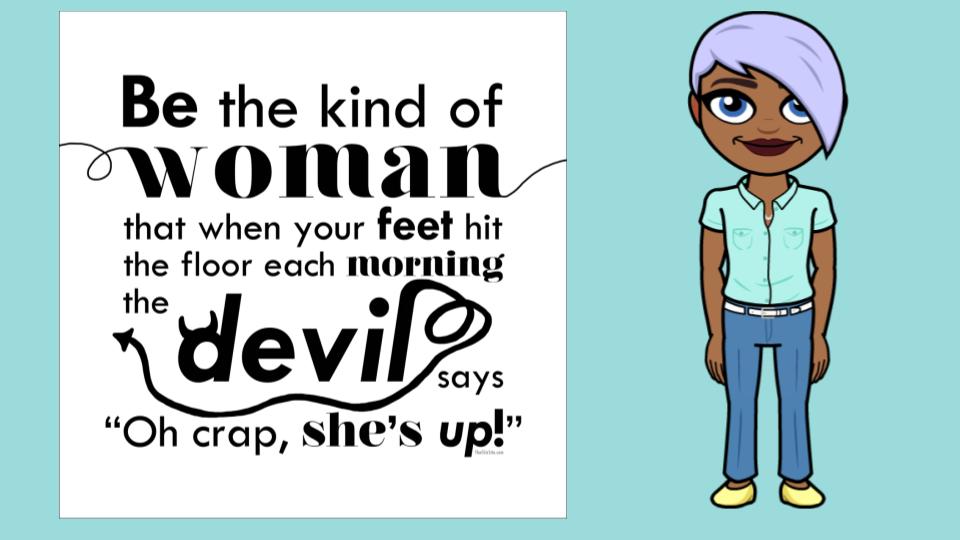 Be the kind of
woman
that when your feet hit
the floor each morning
the
devil
says
“Oh crap, she’s up!”